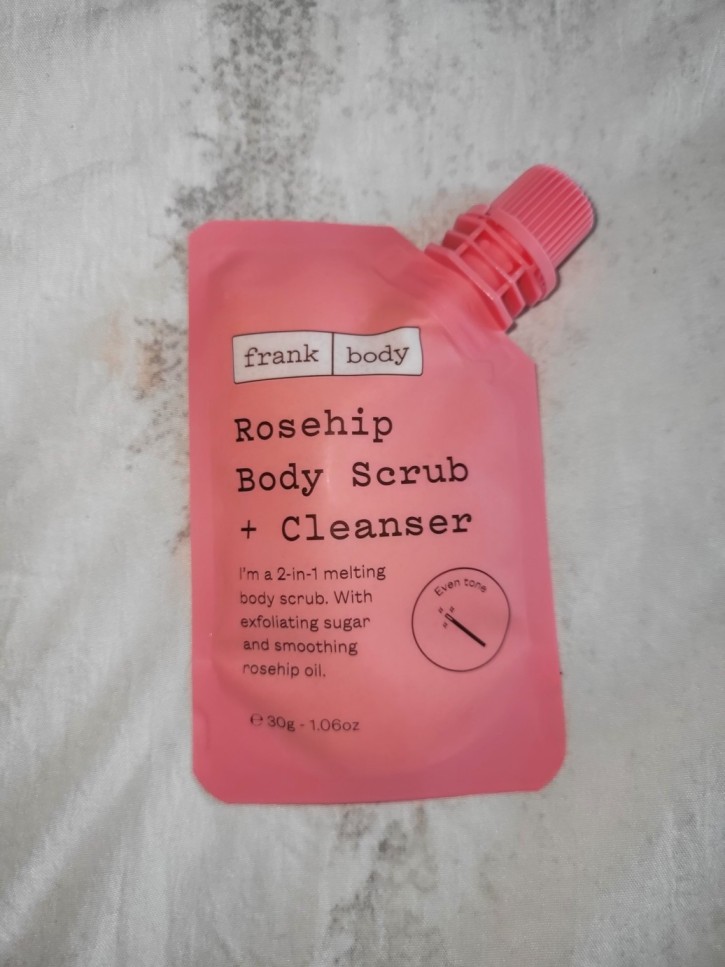 frank body
Rosehip
Body Scrub
+ Cleanser
I'm a 2-in-1 melting
body scrub. With
exfoliating sugar
and smoothing
rosehip oil.
Even tone
℮ 30g - 1.06oz